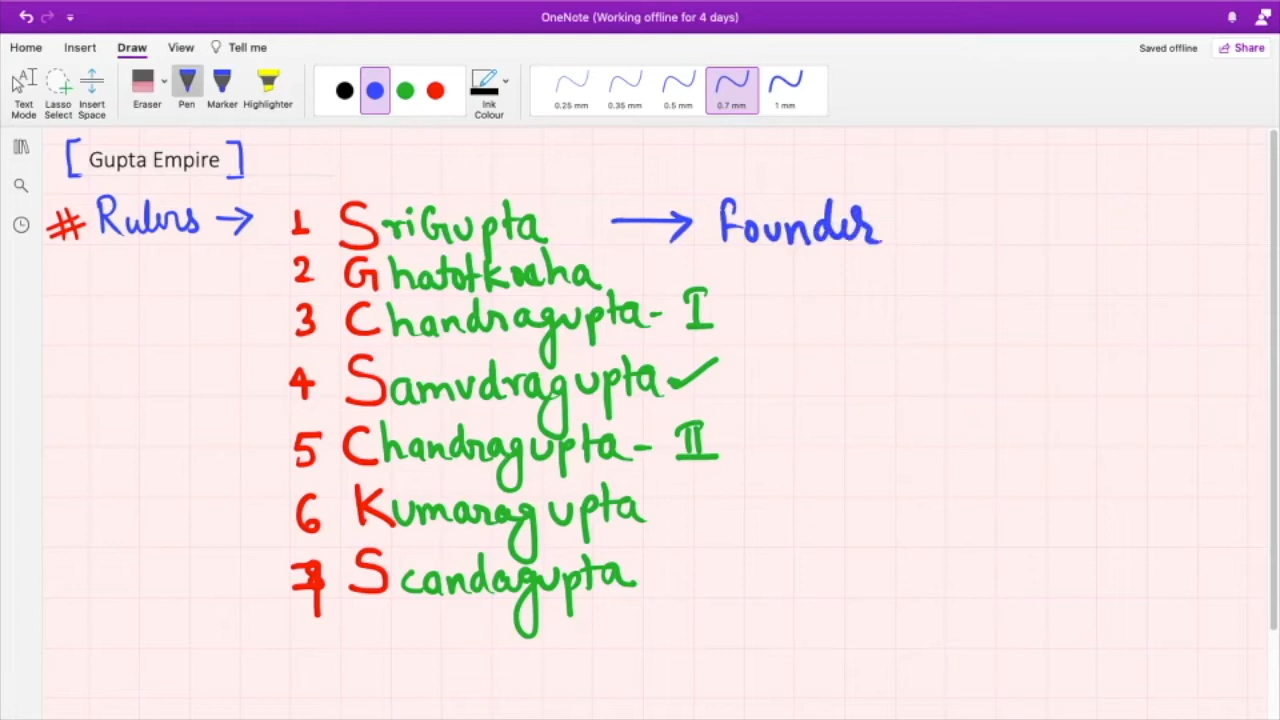 OneNote (Working offline for 4 days)
Home Insert Draw View Tell me Saved offline Share
Text Mode Lasso Select Insert Space Eraser Pen Marker Highlighter Ink Colour 0.25 mm 0.35 mm 0.5 mm 0.7 mm 1 mm
[ Gupta Empire ]
# Rulers → 1 SriGupta → Founder
2 Ghatotkacha
3 Chandragupta - I
4 Samudragupta ✓
5 Chandragupta - II
6 Kumaragupta
7 Scandagupta